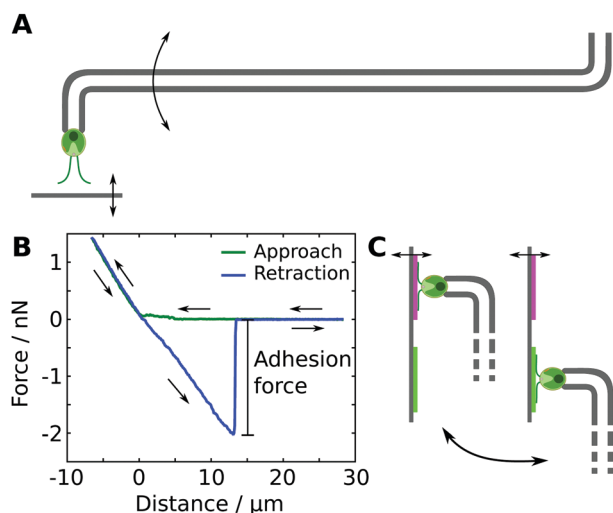 A
B
C
Approach
Retraction
Adhesion
force
Force / nN
1
0
-1
-2
-10
0
10
20
30
Distance / μm